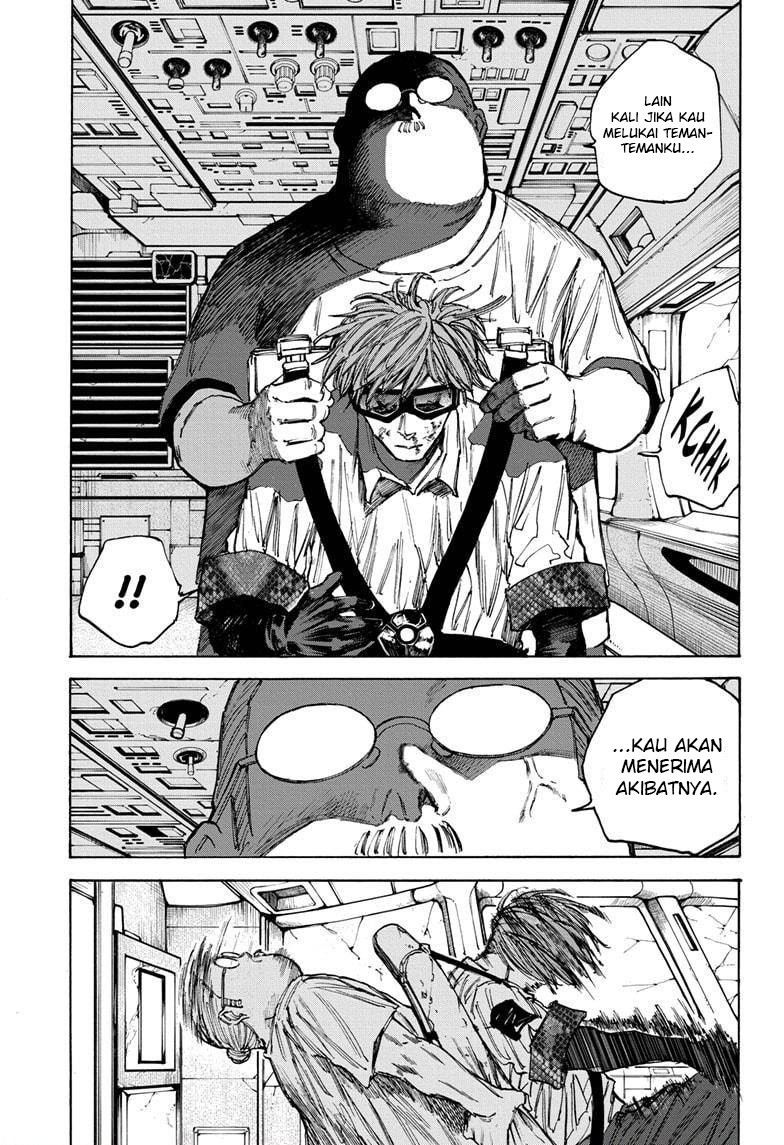 LAIN
KALI JIKA KAU
MELUKAI TEMAN-
TEMANKU...
KCHAK
!!
...KAU AKAN
MENERIMA
AKIBATNYA.